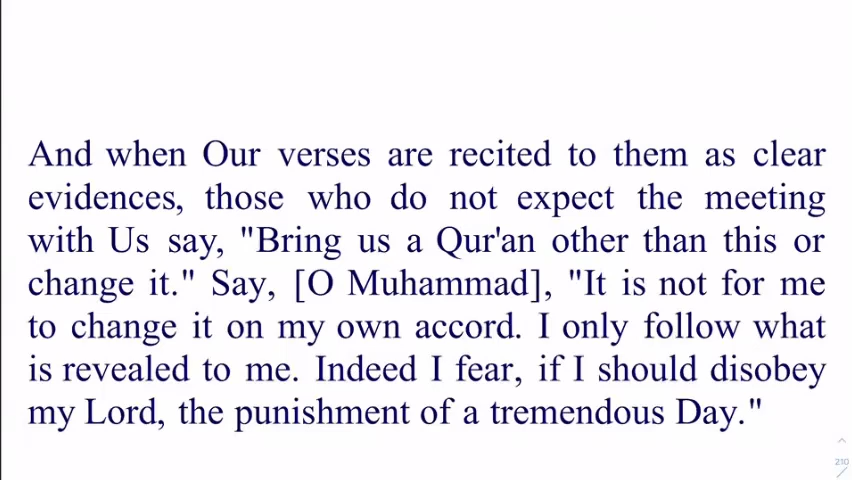 And when Our verses are recited to them as clear
evidences, those who do not expect the meeting
with Us say, "Bring us a Qur'an other than this or
change it." Say, [O Muhammad], "It is not for me
to change it on my own accord. I only follow what
is revealed to me. Indeed I fear, if I should disobey
my Lord, the punishment of a tremendous Day."
210